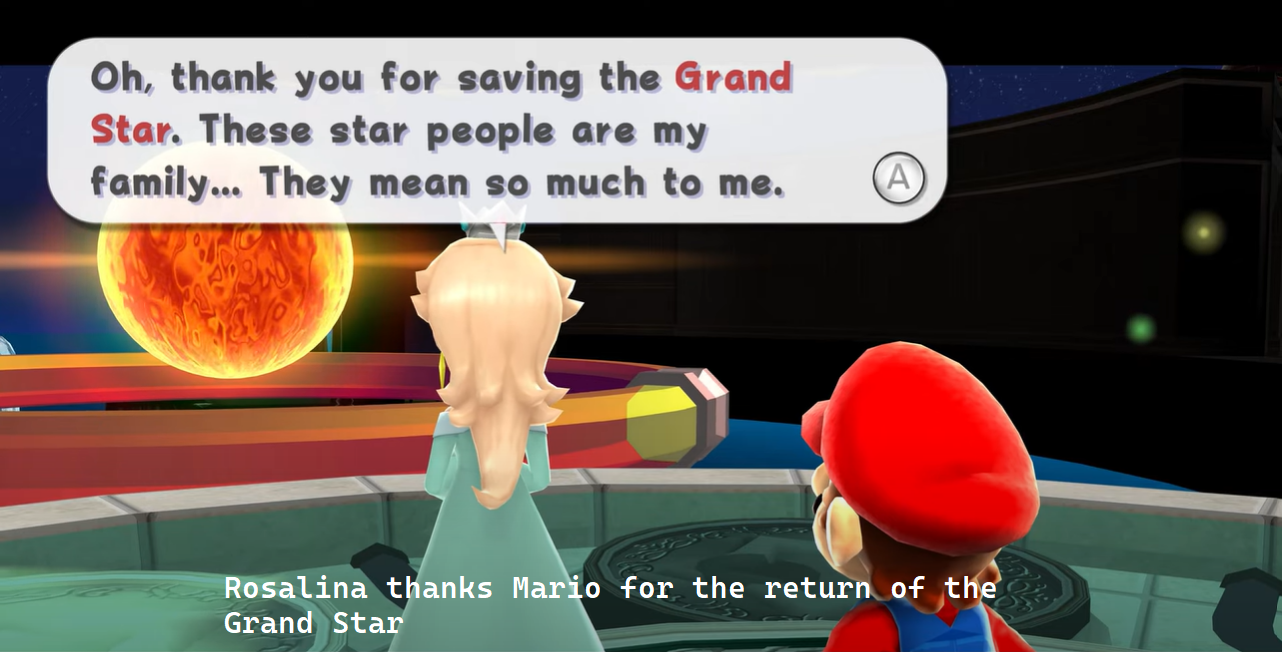 Oh, thank you for saving the Grand
Star. These star people are my
family... They mean so much to me.
A
Rosalina thanks Mario for the return of the
Grand Star